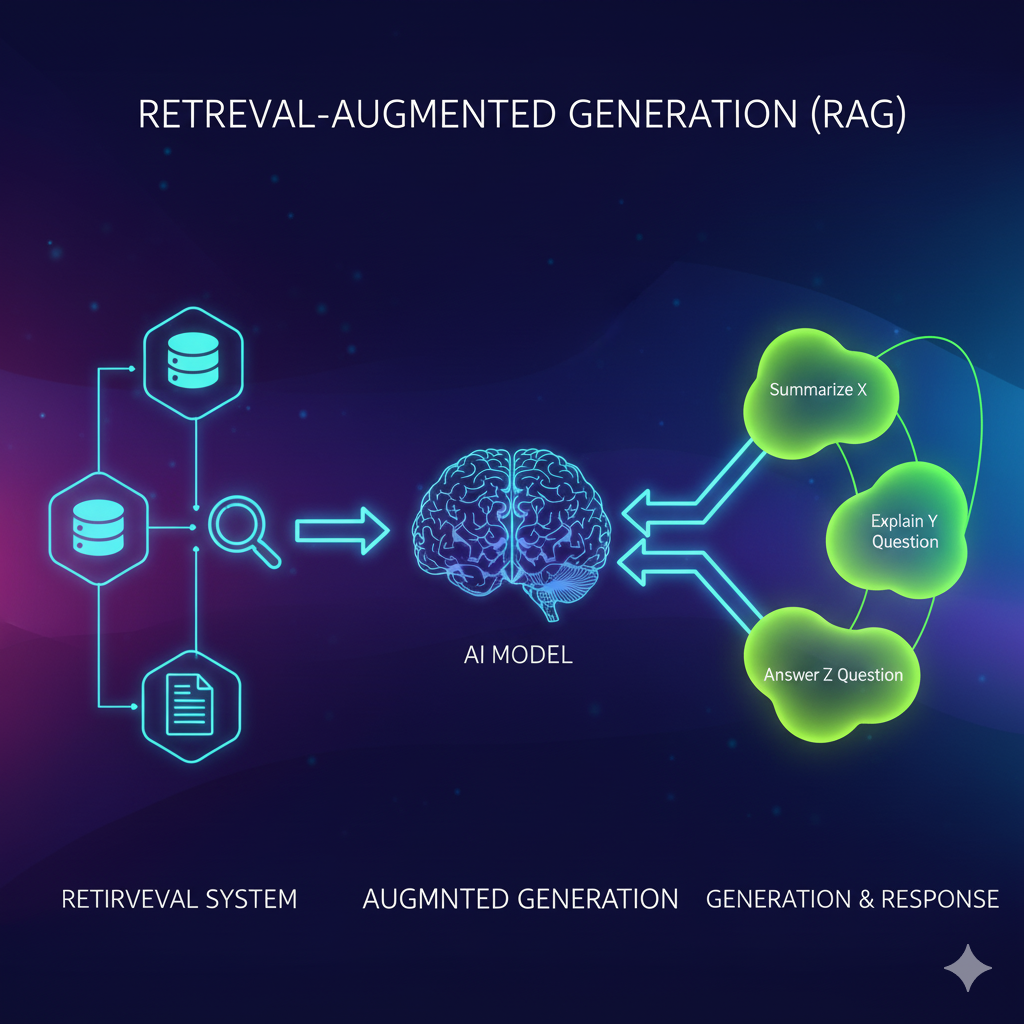 RETREVAL-AUGMENTED GENERATION (RAG)
Summarize X
Explain Y
Question
Answer Z Question
AI MODEL
RETIRVEVAL SYSTEM
AUGMNTED GENERATION
GENERATION & RESPONSE